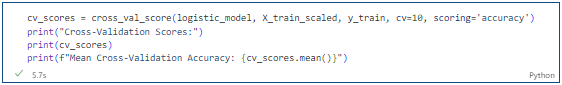 cv_scores = cross_val_score(logistic_model, X_train_scaled, y_train, cv=10, scoring='accuracy')
print("Cross-Validation Scores:")
print(cv_scores)
print(f"Mean Cross-Validation Accuracy: {cv_scores.mean()}")
5.7s Python